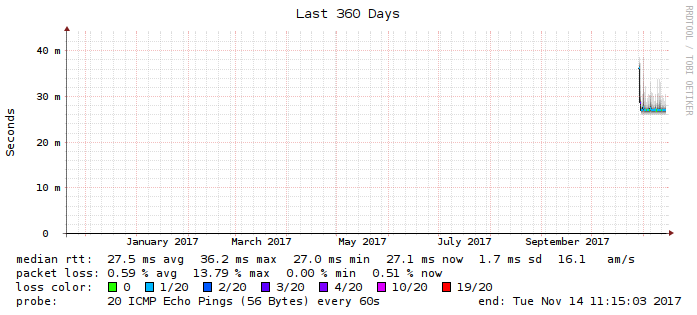 Last 360 Days
RRDTOOL / TOBI OETIKER
Seconds
40 m
30 m
20 m
10 m
0
January 2017 March 2017 May 2017 July 2017 September 2017
median rtt: 27.5 ms avg 36.2 ms max 27.0 ms min 27.1 ms now 1.7 ms sd 16.1 am/s
packet loss: 0.59 % avg 13.79 % max 0.00 % min 0.51 % now
loss color: 0 1/20 2/20 3/20 4/20 10/20 19/20
probe: 20 ICMP Echo Pings (56 Bytes) every 60s end: Tue Nov 14 11:15:03 2017